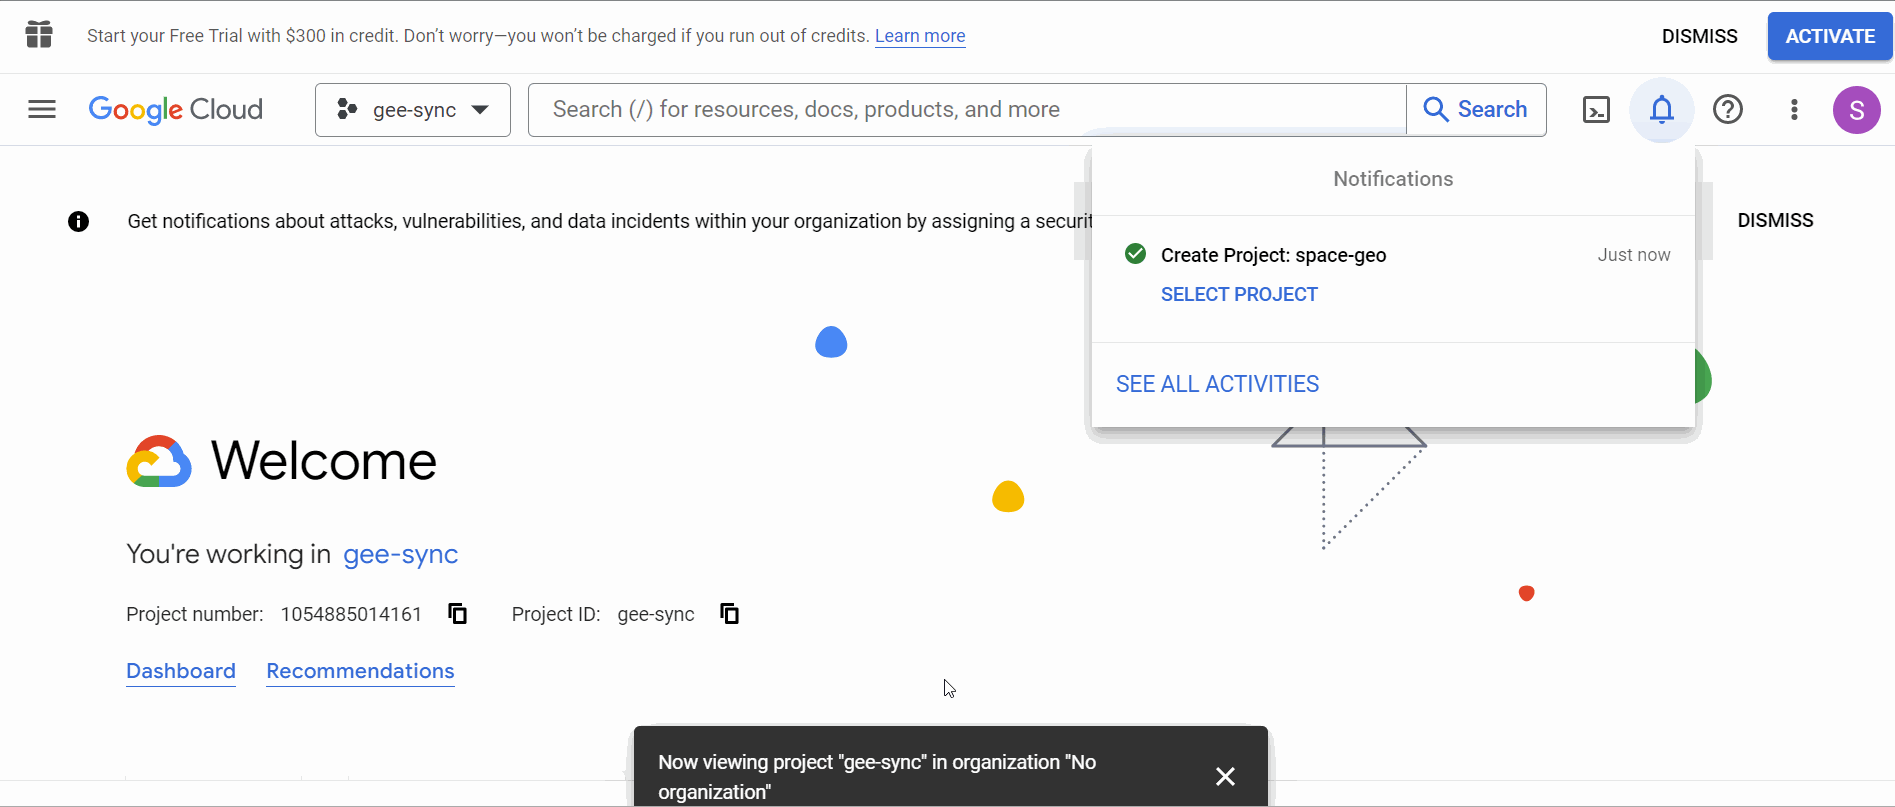 Start your Free Trial with $300 in credit. Don’t worry—you won’t be charged if you run out of credits. Learn more
DISMISS
ACTIVATE
Google Cloud
gee-sync
Search (/) for resources, docs, products, and more
Search
S
Notifications
Get notifications about attacks, vulnerabilities, and data incidents within your organization by assigning a securit
DISMISS
Create Project: space-geo
Just now
SELECT PROJECT
SEE ALL ACTIVITIES
Welcome
You're working in gee-sync
Project number: 1054885014161
Project ID: gee-sync
Dashboard
Recommendations
Now viewing project "gee-sync" in organization "No
organization"